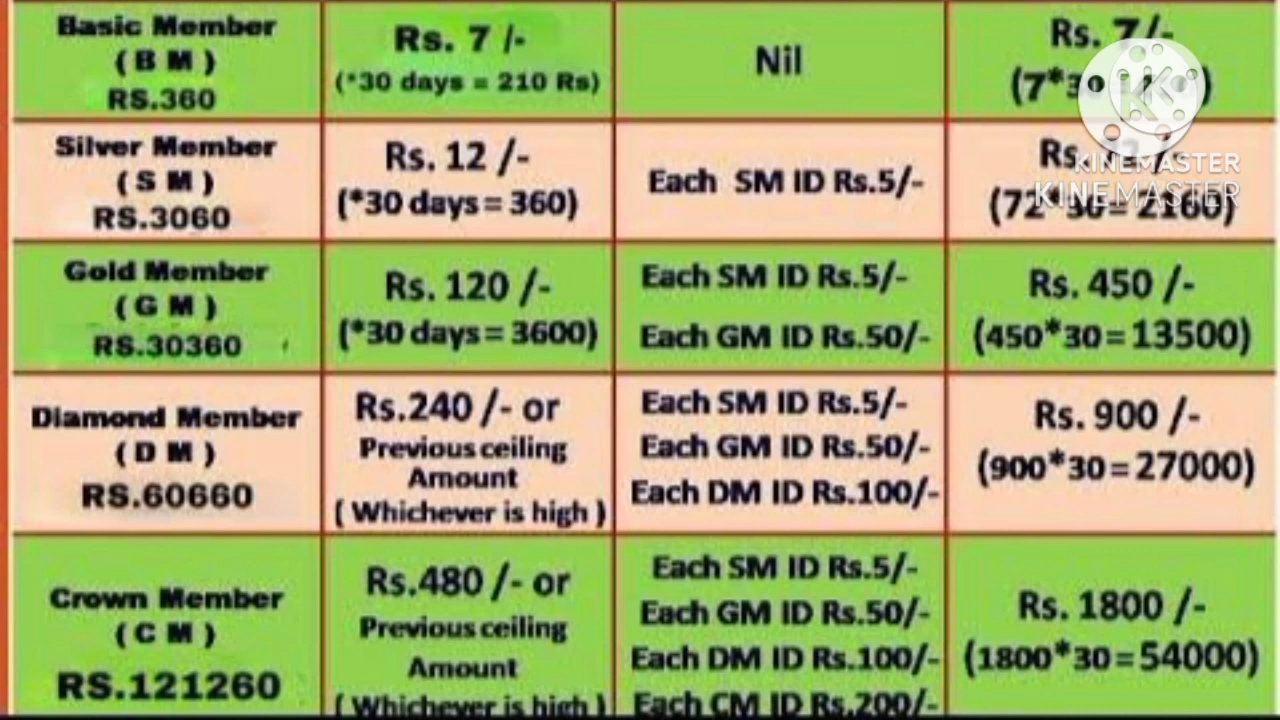 Basic Member
( B M )
RS.360
Rs. 7 /-
(*30 days = 210 Rs)
Nil
Rs. 7/-
Silver Member
( S M )
RS.3060
Rs. 12 /-
(*30 days = 360)
Each SM ID Rs.5/-
(72*30= 2160)
Gold Member
( G M )
RS.30360
Rs. 120 /-
(*30 days = 3600)
Each SM ID Rs.5/-
Each GM ID Rs.50/-
Rs. 450 /-
(450*30 = 13500)
Diamond Member
( D M )
RS.60660
Rs.240 /- or
Previous ceiling
Amount
( Whichever is high )
Each SM ID Rs.5/-
Each GM ID Rs.50/-
Each DM ID Rs.100/-
Rs. 900 /-
(900*30 = 27000)
Crown Member
( C M )
RS.121260
Rs.480 /- or
Previous ceiling
Amount
( Whichever is high )
Each SM ID Rs.5/-
Each GM ID Rs.50/-
Each DM ID Rs.100/-
Each CM ID Rs.200/-
Rs. 1800 /-
(1800*30 = 54000)
KINEMASTER
KINEMASTER